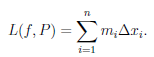 L(f, P) = \sum_{i=1}^{n} m_i \Delta x_i.